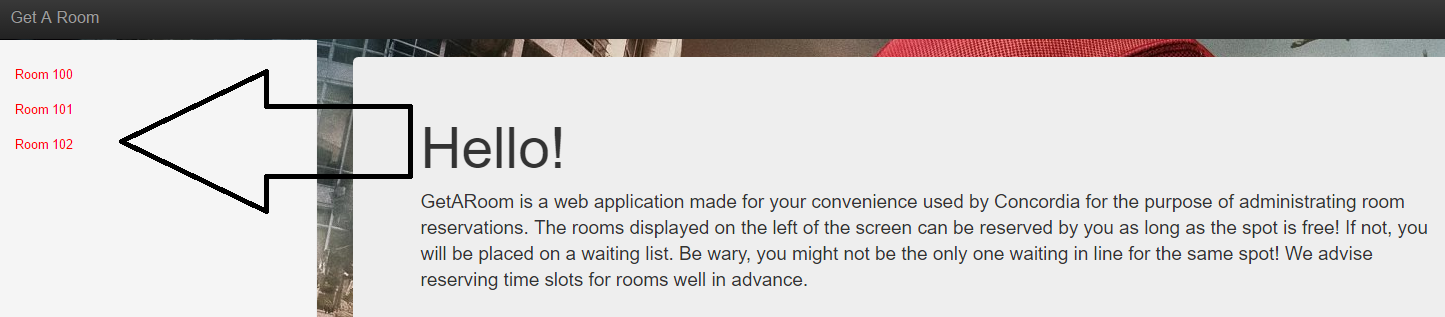 Get A Room
Room 100
Room 101
Room 102
Hello!
GetARoom is a web application made for your convenience used by Concordia for the purpose of administrating room
reservations. The rooms displayed on the left of the screen can be reserved by you as long as the spot is free! If not, you
will be placed on a waiting list. Be wary, you might not be the only one waiting in line for the same spot! We advise
reserving time slots for rooms well in advance.